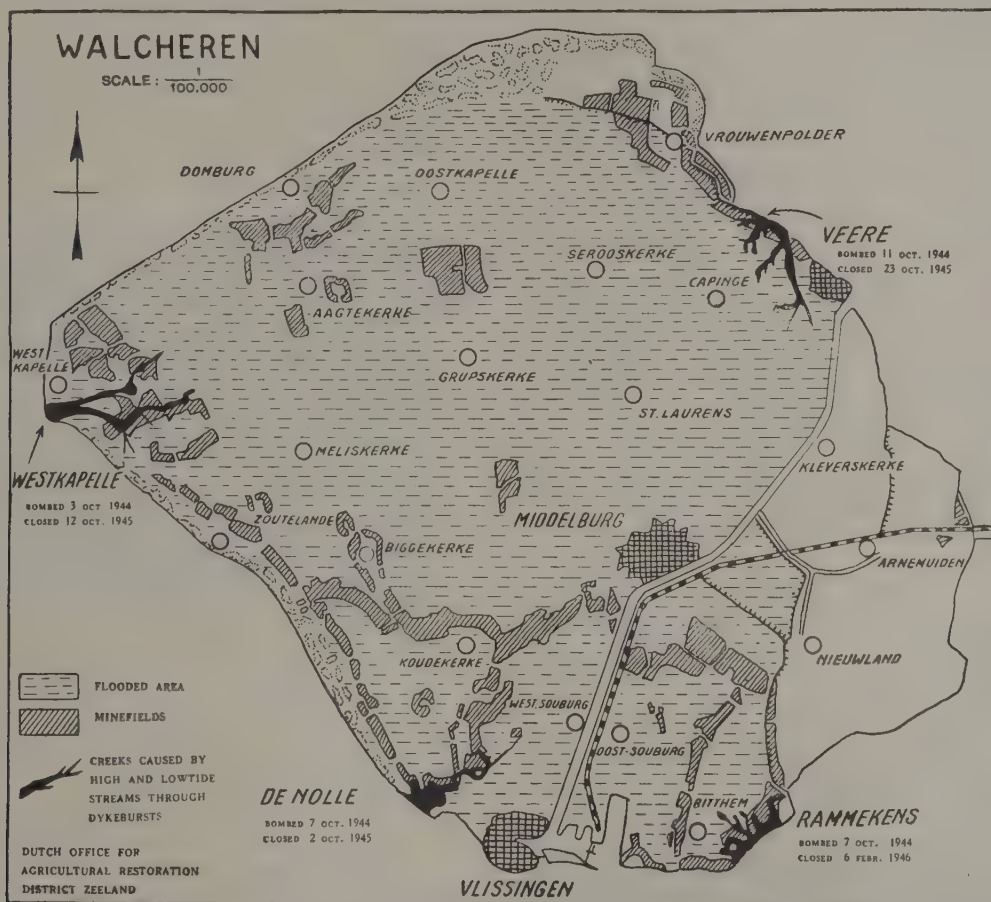 WALCHEREN
SCALE: 1/100.000
VROUWENPOLDER
DOMBURG
OOSTKAPELLE
VEERE
BOMBED 11 OCT. 1944
CLOSED 23 OCT. 1945
SEROOSKERKE
CAPINGE
AAGTEKERKE
WEST
KAPELLE
GRUPSKERKE
ST. LAURENS
MELISKERKE
KLEVERSKERKE
WESTKAPELLE
BOMBED 3 OCT. 1944
CLOSED 12 OCT. 1945
ZOUTELANDE
MIDDELBURG
BIGGEKERKE
ARNEMUIDEN
KOUDEKERKE
NIEUWLAND
FLOODED AREA
MINEFIELDS
WEST. SOUBURG
OOST-SOUBURG
CREEKS CAUSED BY
HIGH AND LOWTIDE
STREAMS THROUGH
DYKEBURSTS
DE NOLLE
BOMBED 7 OCT. 1944
CLOSED 2 OCT. 1945
RITTHEM
RAMMEKENS
BOMBED 7 OCT. 1944
CLOSED 6 FEBR. 1946
DUTCH OFFICE FOR
AGRICULTURAL RESTORATION
DISTRICT ZEELAND
VLISSINGEN